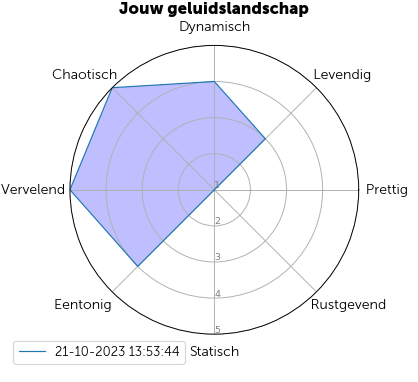 Jouw geluidslandschap
Dynamisch
Chaotisch
Levendig
Vervelend
Prettig
1
2
3
4
5
Eentonig
Rustgevend
21-10-2023 13:53:44
Statisch